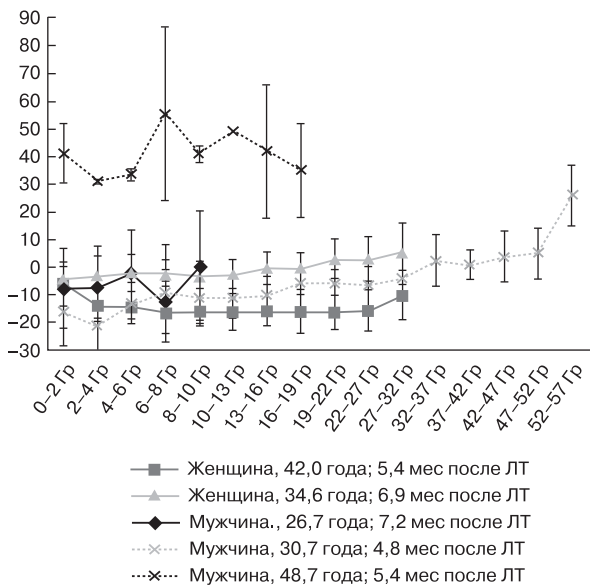 90
80
70
60
50
40
30
20
10
0
−10
−20
−30
0–2 Гр
2–4 Гр
4–6 Гр
6–8 Гр
8–10 Гр
10–13 Гр
13–16 Гр
16–19 Гр
19–22 Гр
22–27 Гр
27–32 Гр
32–37 Гр
37–42 Гр
42–47 Гр
47–52 Гр
52–57 Гр
Женщина, 42,0 года; 5,4 мес после ЛТ
Женщина, 34,6 года; 6,9 мес после ЛТ
Мужчина., 26,7 года; 7,2 мес после ЛТ
Мужчина, 30,7 года; 4,8 мес после ЛТ
Мужчина, 48,7 года; 5,4 мес после ЛТ